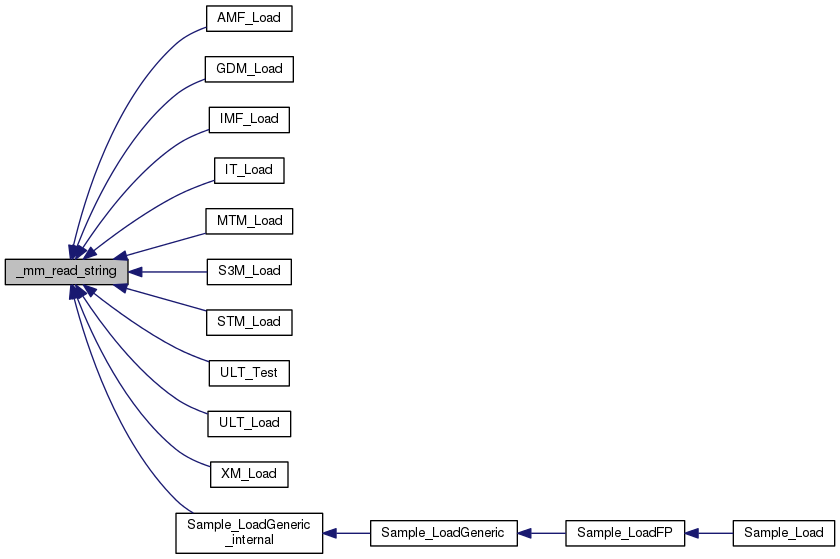 AMF_Load
GDM_Load
IMF_Load
IT_Load
MTM_Load
_mm_read_string
S3M_Load
STM_Load
ULT_Test
ULT_Load
XM_Load
Sample_LoadGeneric
_internal
Sample_LoadGeneric
Sample_LoadFP
Sample_Load